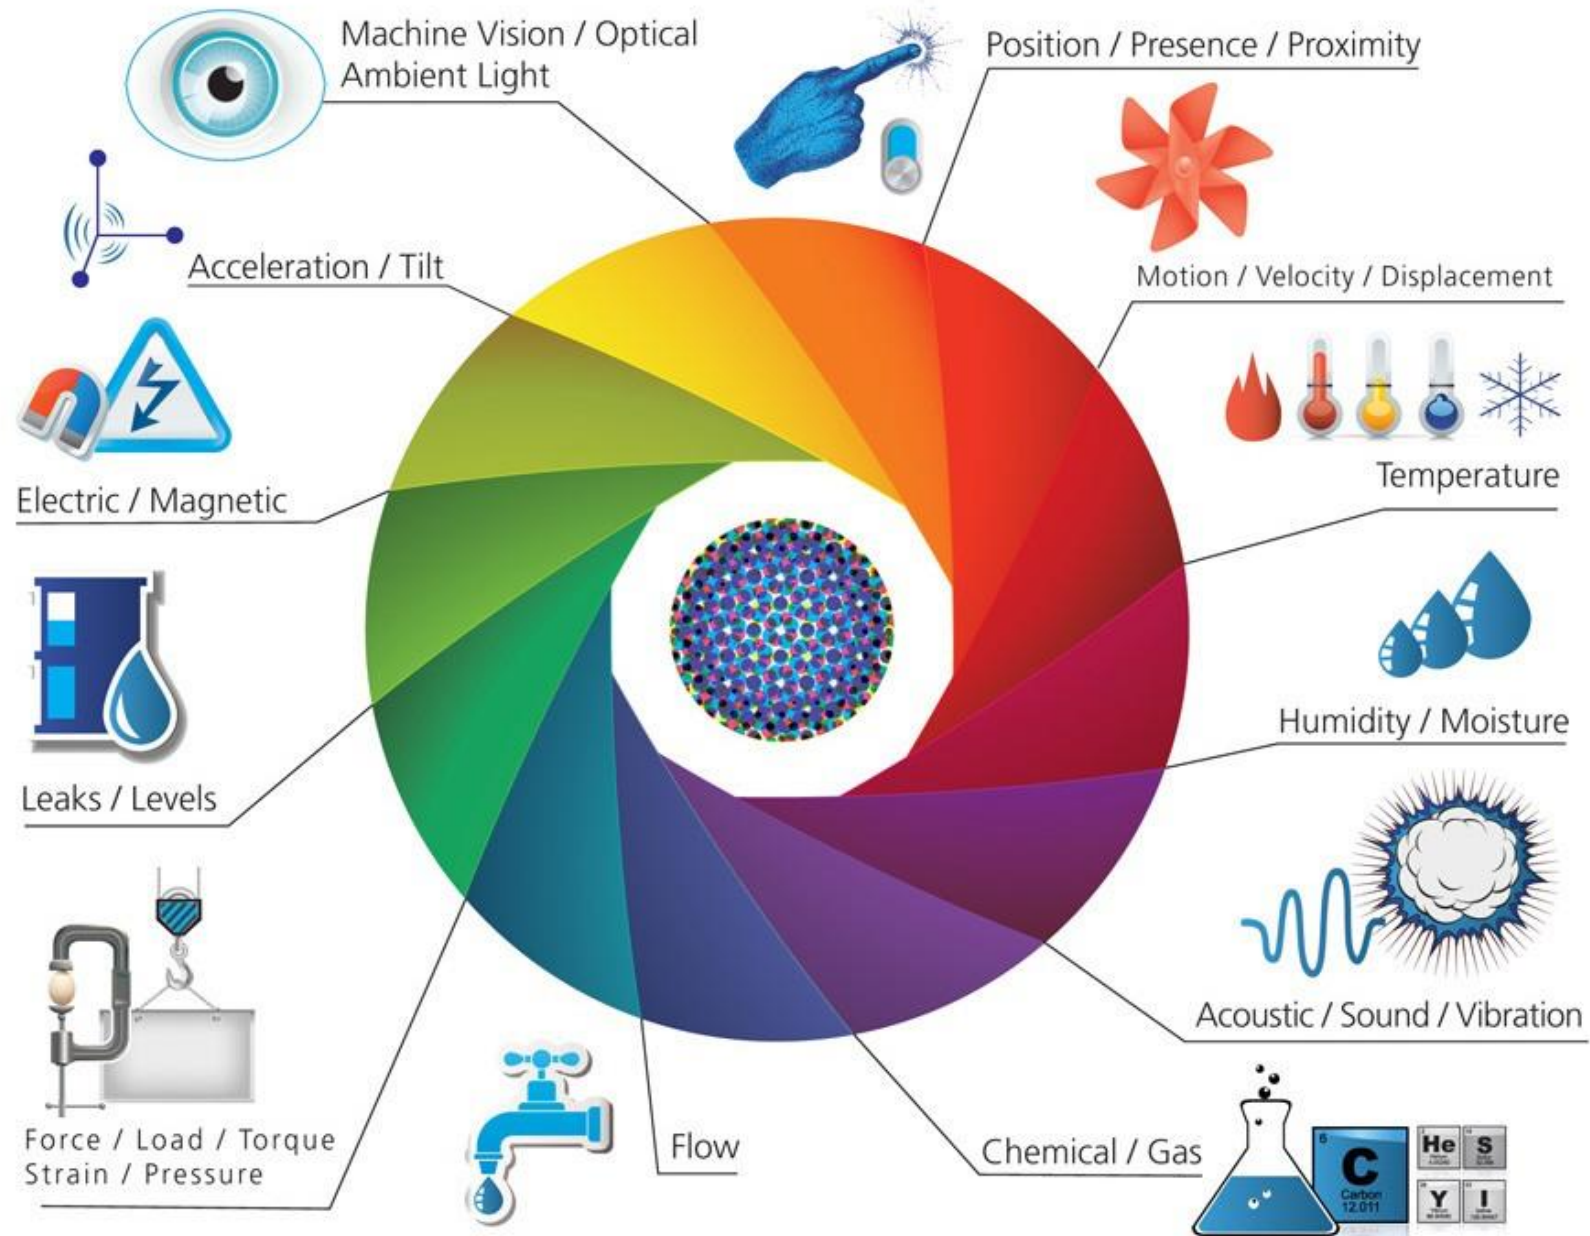 Machine Vision / Optical
Ambient Light
Position / Presence / Proximity
Acceleration / Tilt
Motion / Velocity / Displacement
Electric / Magnetic
Temperature
Leaks / Levels
Humidity / Moisture
Acoustic / Sound / Vibration
Force / Load / Torque
Strain / Pressure
Flow
Chemical / Gas
6
C
Carbon
12.011
He
S
Y
I